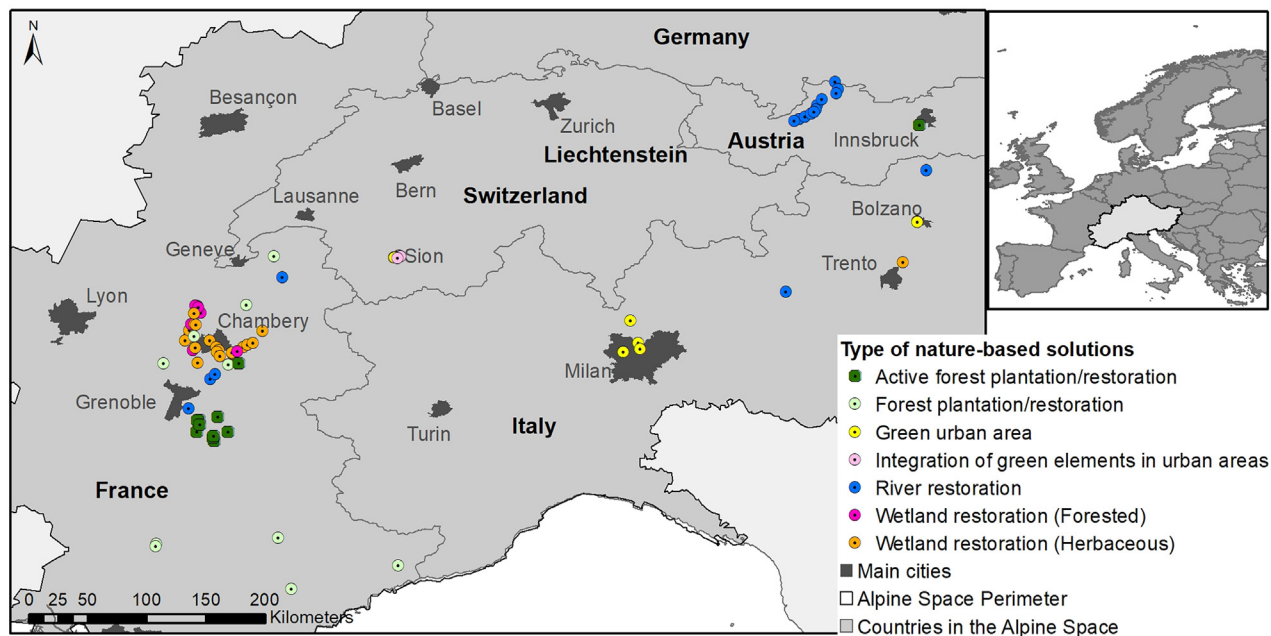 N
Germany
Besançon
Basel
Zurich
Austria
Innsbruck
Liechtenstein
Bern
Switzerland
Lausanne
Bolzano
Geneve
Sion
Trento
Lyon
Chambery
Milan
Grenoble
Turin
Italy
France
0 25 50 100 150 200
Kilometers
Type of nature-based solutions
Active forest plantation/restoration
Forest plantation/restoration
Green urban area
Integration of green elements in urban areas
River restoration
Wetland restoration (Forested)
Wetland restoration (Herbaceous)
Main cities
Alpine Space Perimeter
Countries in the Alpine Space